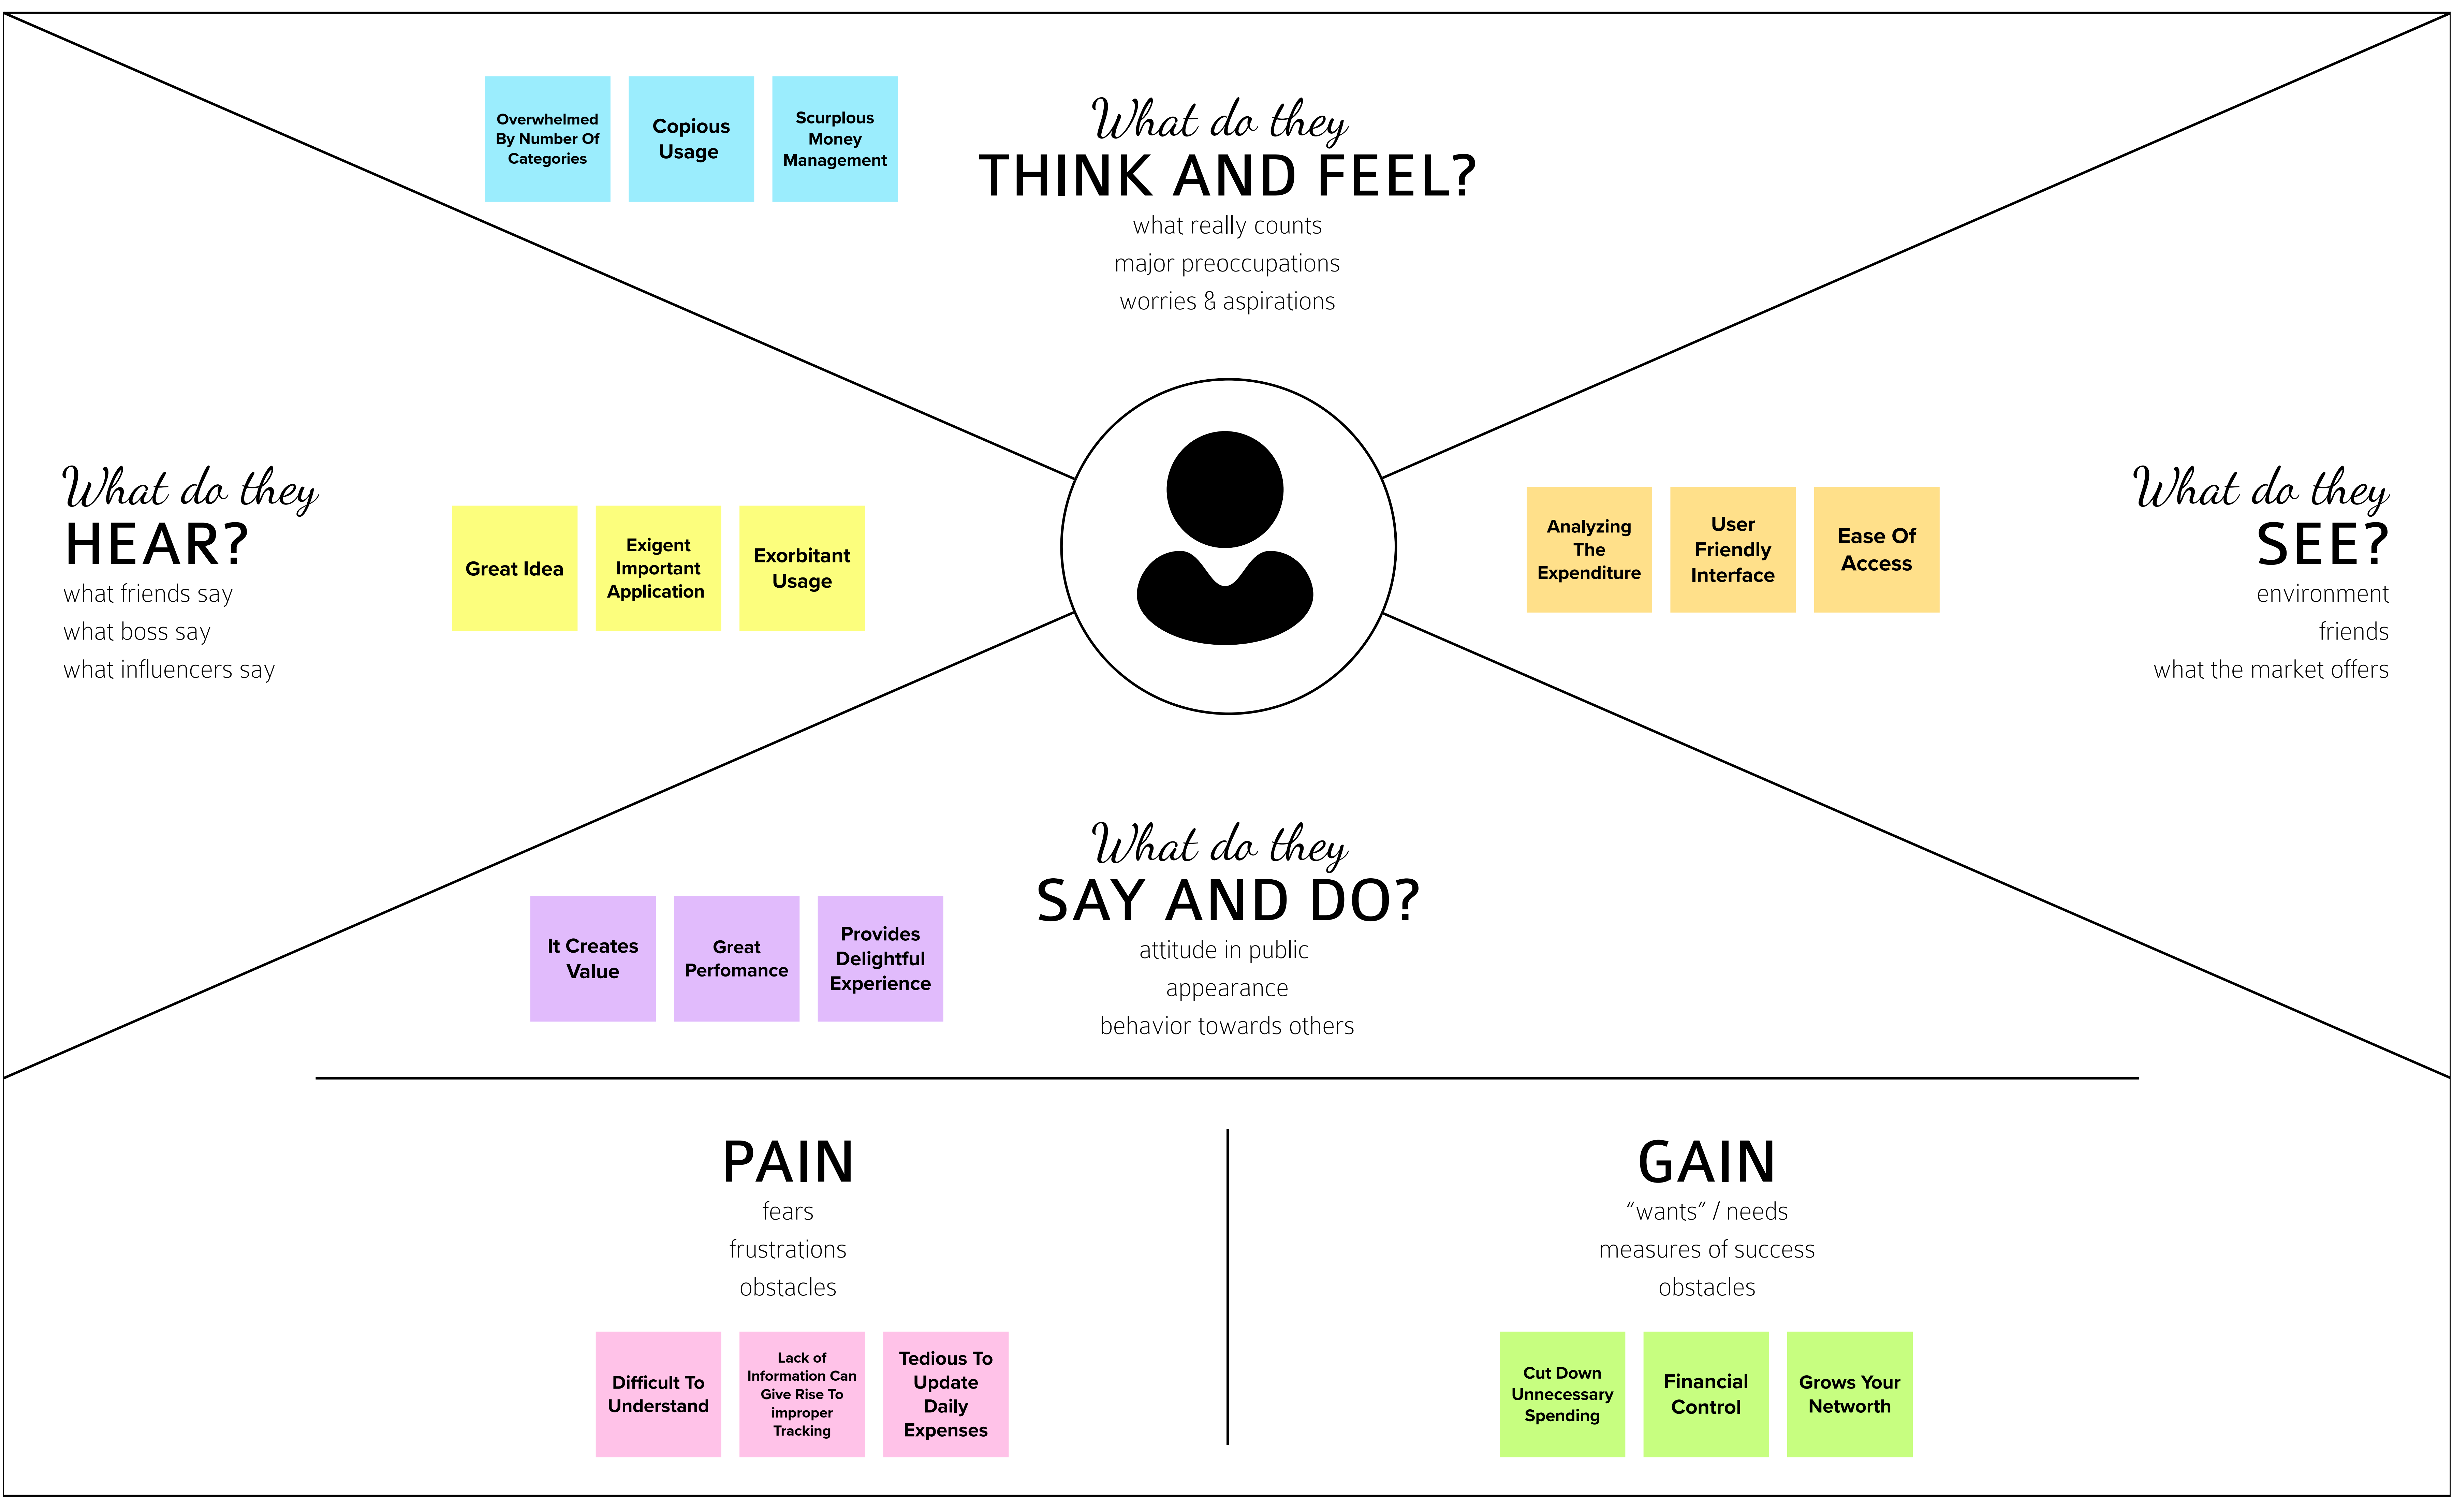 Overwhelmed
By Number Of
Categories
Copious
Usage
Scurplous
Money
Management
What do they
THINK AND FEEL?
what really counts
major preoccupations
worries & aspirations
What do they
HEAR?
what friends say
what boss say
what influencers say
Great Idea
Exigent
Important
Application
Exorbitant
Usage
Analyzing
The
Expenditure
User
Friendly
Interface
Ease Of
Access
What do they
SEE?
environment
friends
what the market offers
What do they
SAY AND DO?
attitude in public
appearance
behavior towards others
It Creates
Value
Great
Perfomance
Provides
Delightful
Experience
PAIN
fears
frustrations
obstacles
Difficult To
Understand
Lack of
Information Can
Give Rise To
improper
Tracking
Tedious To
Update
Daily
Expenses
GAIN
“wants” / needs
measures of success
obstacles
Cut Down
Unnecessary
Spending
Financial
Control
Grows Your
Networth